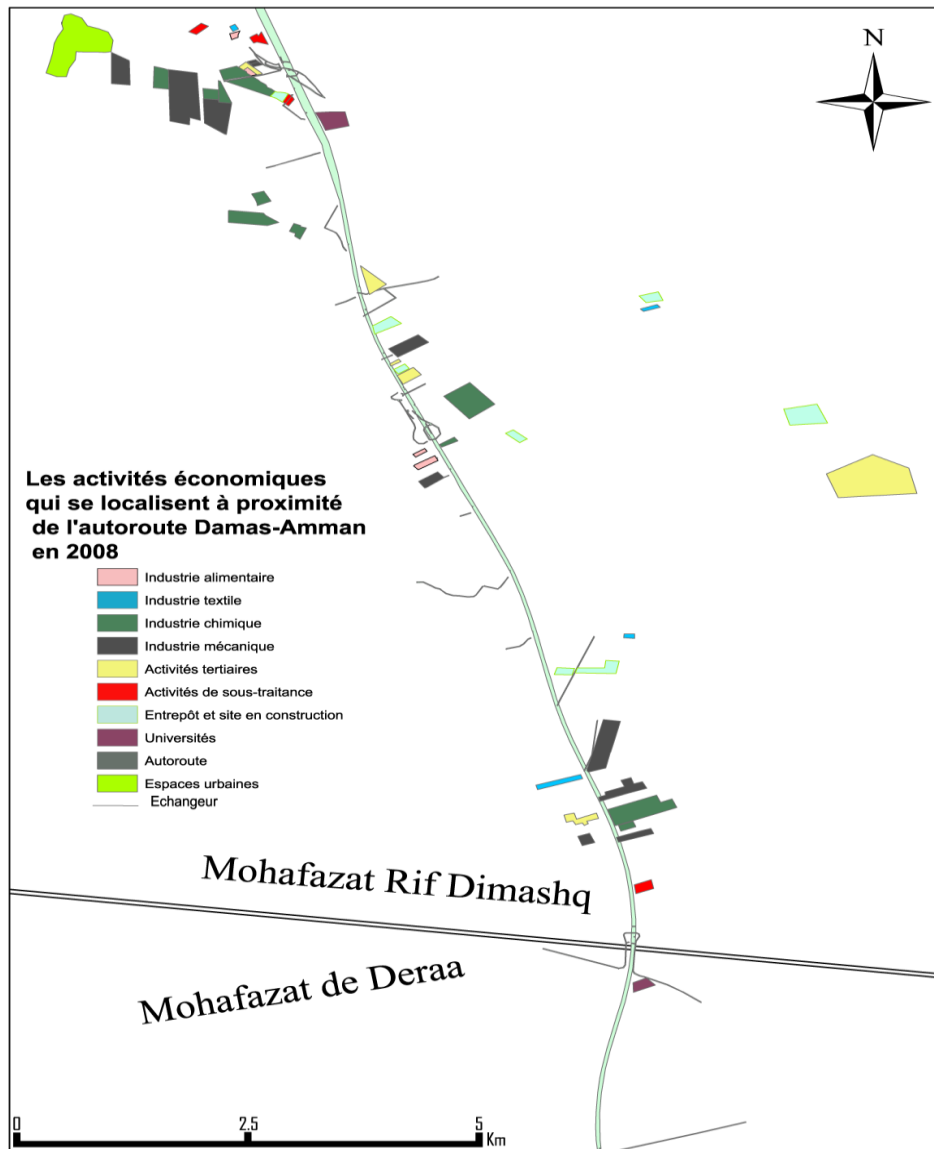 N
Les activités économiques
qui se localisent à proximité
de l'autoroute Damas-Amman
en 2008
Industrie alimentaire
Industrie textile
Industrie chimique
Industrie mécanique
Activités tertiaires
Activités de sous-traitance
Entrepôt et site en construction
Universités
Autoroute
Espaces urbaines
Echangeur
Mohafazat Rif Dimashq
Mohafazat de Deraa
0 2.5 5
Km